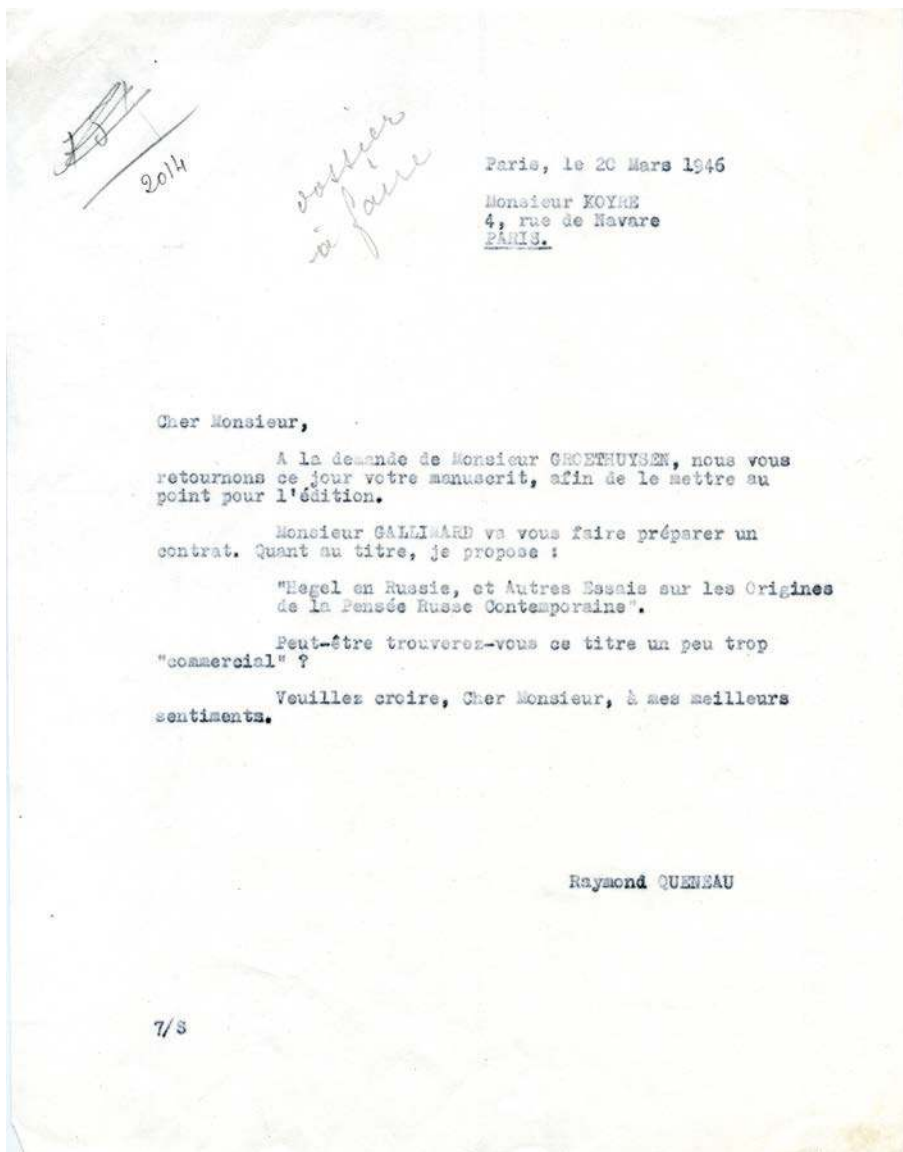 2014
dossier
à faire
Paris, le 20 Mars 1946
Monsieur KOYRE
4, rue de Navare
PARIS.
Cher Monsieur,
A la demande de Monsieur GROETHUYSEN, nous vous
retournons ce jour votre manuscrit, afin de le mettre au
point pour l'édition.
Monsieur GALLIMARD va vous faire préparer un
contrat. Quant au titre, je propose :
"Hegel en Russie, et Autres Essais sur les Origines
de la Pensée Russe Contemporaine".
Peut-être trouverez-vous ce titre un peu trop
"commercial" ?
Veuillez croire, Cher Monsieur, à mes meilleurs
sentiments.
Raymond QUENEAU
7/S